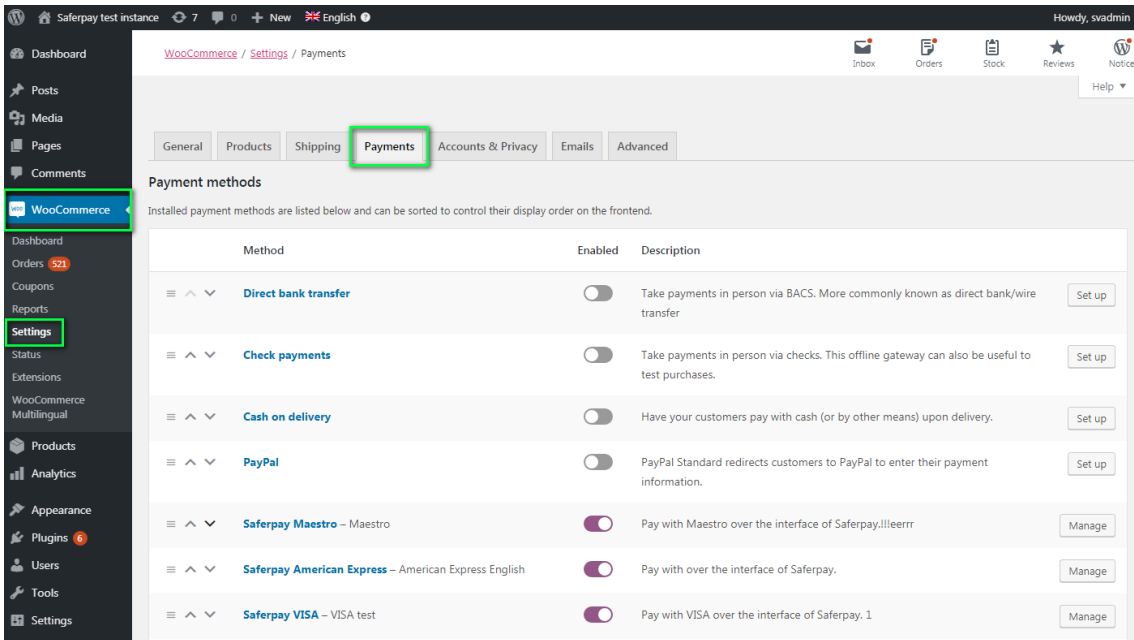 Saferpay test instance 7 0 + New English Howdy, svadmin
Dashboard
Posts
Media
Pages
Comments
WooCommerce
Dashboard
Orders 521
Coupons
Reports
Settings
Status
Extensions
WooCommerce
Multilingual
Products
Analytics
Appearance
Plugins 6
Users
Tools
Settings
WooCommerce / Settings / Payments
Inbox Orders Stock Reviews Notice
Help
General Products Shipping Payments Accounts & Privacy Emails Advanced
Payment methods
Installed payment methods are listed below and can be sorted to control their display order on the frontend.
Method Enabled Description
Direct bank transfer Take payments in person via BACS. More commonly known as direct bank/wire Set up
transfer
Check payments Take payments in person via checks. This offline gateway can also be useful to Set up
test purchases.
Cash on delivery Have your customers pay with cash (or by other means) upon delivery. Set up
PayPal PayPal Standard redirects customers to PayPal to enter their payment Set up
information.
Saferpay Maestro – Maestro Pay with Maestro over the interface of Saferpay.!!!eerrr Manage
Saferpay American Express – American Express English Pay with over the interface of Saferpay. Manage
Saferpay VISA – VISA test Pay with VISA over the interface of Saferpay. 1 Manage